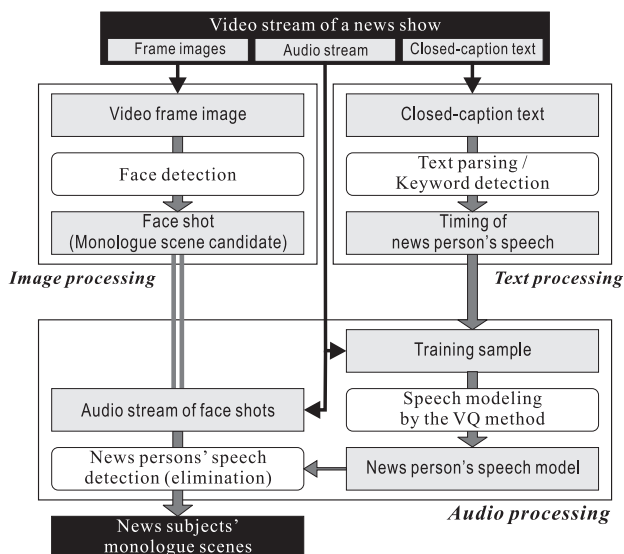 Video stream of a news show
Frame images
Audio stream
Closed-caption text
Video frame image
Face detection
Face shot
(Monologue scene candidate)
Image processing
Closed-caption text
Text parsing /
Keyword detection
Timing of
news person's speech
Text processing
Training sample
Audio stream of face shots
Speech modeling
by the VQ method
News persons' speech
detection (elimination)
News person's speech model
Audio processing
News subjects'
monologue scenes